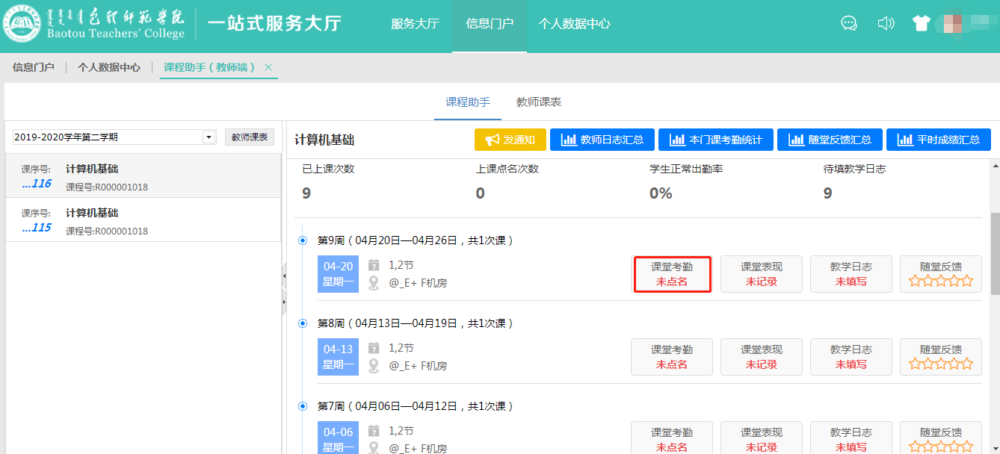 包头师范学院
Baotou Teachers' College
一站式服务大厅
服务大厅
信息门户
个人数据中心
信息门户
个人数据中心
课程助手（教师端）
课程助手
教师课表
2019-2020学年第二学期
教师课表
课序号:
计算机基础
...116
课程号:R000001018
课序号:
计算机基础
...115
课程号:R000001018
计算机基础
发通知
教师日志汇总
本门课考勤统计
随堂反馈汇总
平时成绩汇总
已上课次数
上课点名次数
学生正常出勤率
待填教学日志
9
0
0%
9
第9周 ( 04月20日—04月26日，共1次课 )
04-20
星期一
7
1,2节
@_E+ F机房
课堂考勤
未点名
课堂表现
未记录
教学日志
未填写
随堂反馈
第8周 ( 04月13日—04月19日，共1次课 )
04-13
星期一
7
1,2节
@_E+ F机房
课堂考勤
未点名
课堂表现
未记录
教学日志
未填写
随堂反馈
第7周 ( 04月06日—04月12日，共1次课 )
04-06
星期一
7
1,2节
@_E+ F机房
课堂考勤
未点名
课堂表现
未记录
教学日志
未填写
随堂反馈